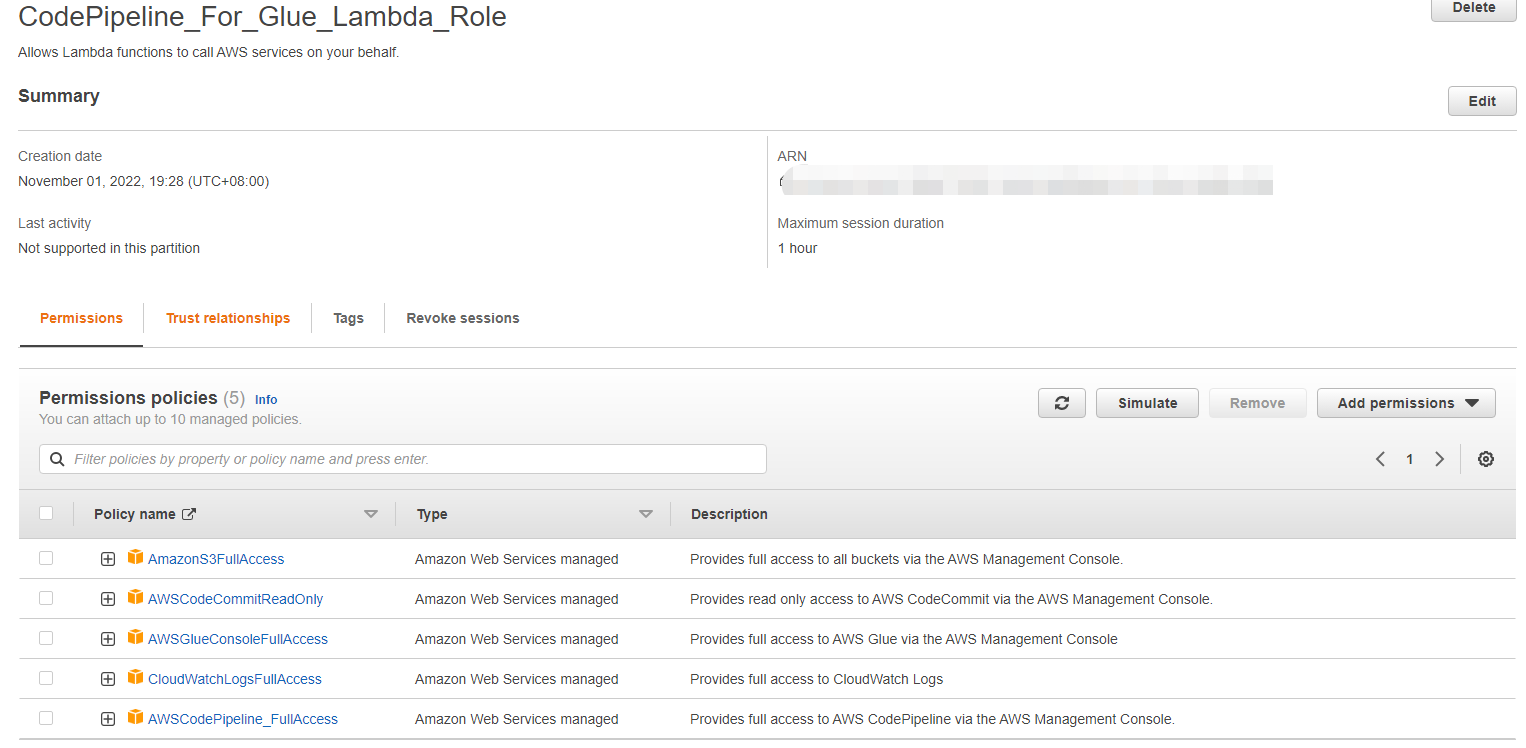 CodePipeline_For_Glue_Lambda_Role
Delete
Allows Lambda functions to call AWS services on your behalf.
Summary
Edit
Creation date
November 01, 2022, 19:28 (UTC+08:00)
ARN
Last activity
Not supported in this partition
Maximum session duration
1 hour
Permissions
Trust relationships
Tags
Revoke sessions
Permissions policies (5) Info
You can attach up to 10 managed policies.
Simulate
Remove
Add permissions
Filter policies by property or policy name and press enter.
1
Policy name Type Description
AmazonS3FullAccess Amazon Web Services managed Provides full access to all buckets via the AWS Management Console.
AWSCodeCommitReadOnly Amazon Web Services managed Provides read only access to AWS CodeCommit via the AWS Management Console.
AWSGlueConsoleFullAccess Amazon Web Services managed Provides full access to AWS Glue via the AWS Management Console
CloudWatchLogsFullAccess Amazon Web Services managed Provides full access to CloudWatch Logs
AWSCodePipeline_FullAccess Amazon Web Services managed Provides full access to AWS CodePipeline via the AWS Management Console.